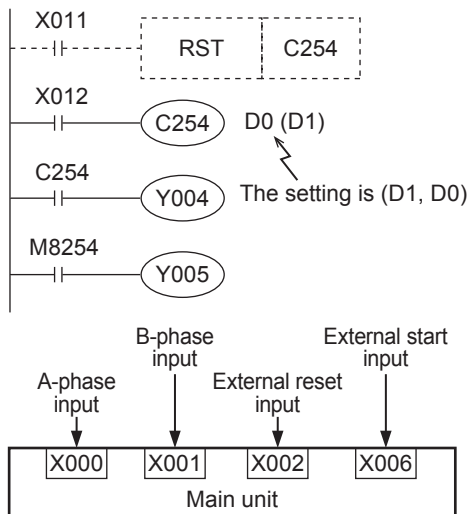 X011
RST C254
X012
C254 D0 (D1)
C254
Y004 The setting is (D1, D0)
M8254
Y005
A-phase input
B-phase input
External reset input
External start input
X000 X001 X002 X006
Main unit